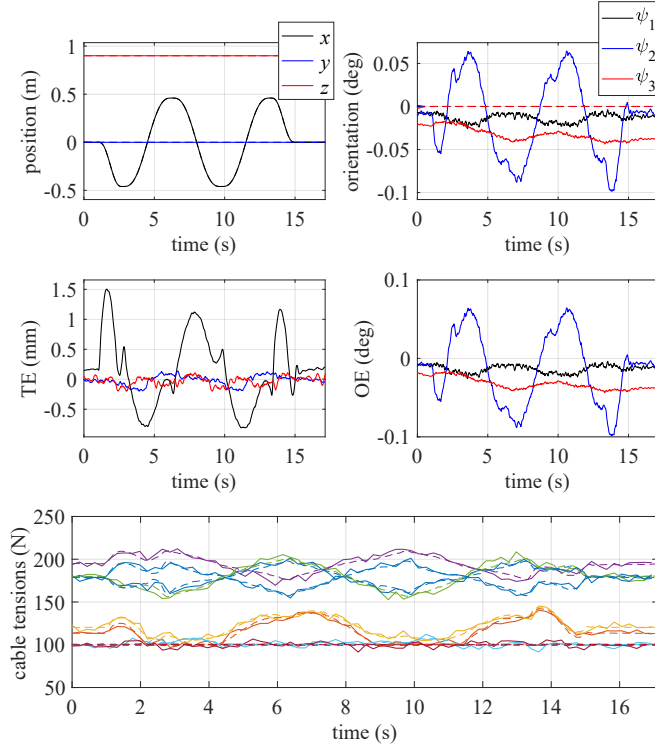 x
y
z
1
0.5
0
-0.5
position (m)
0 5 10 15
time (s)
ψ1
ψ2
ψ3
0.05
0
-0.05
-0.1
orientation (deg)
0 5 10 15
time (s)
1.5
1
0.5
0
-0.5
TE (mm)
0 5 10 15
time (s)
0.1
0
-0.1
OE (deg)
0 5 10 15
time (s)
250
200
150
100
50
cable tensions (N)
0 2 4 6 8 10 12 14 16
time (s)